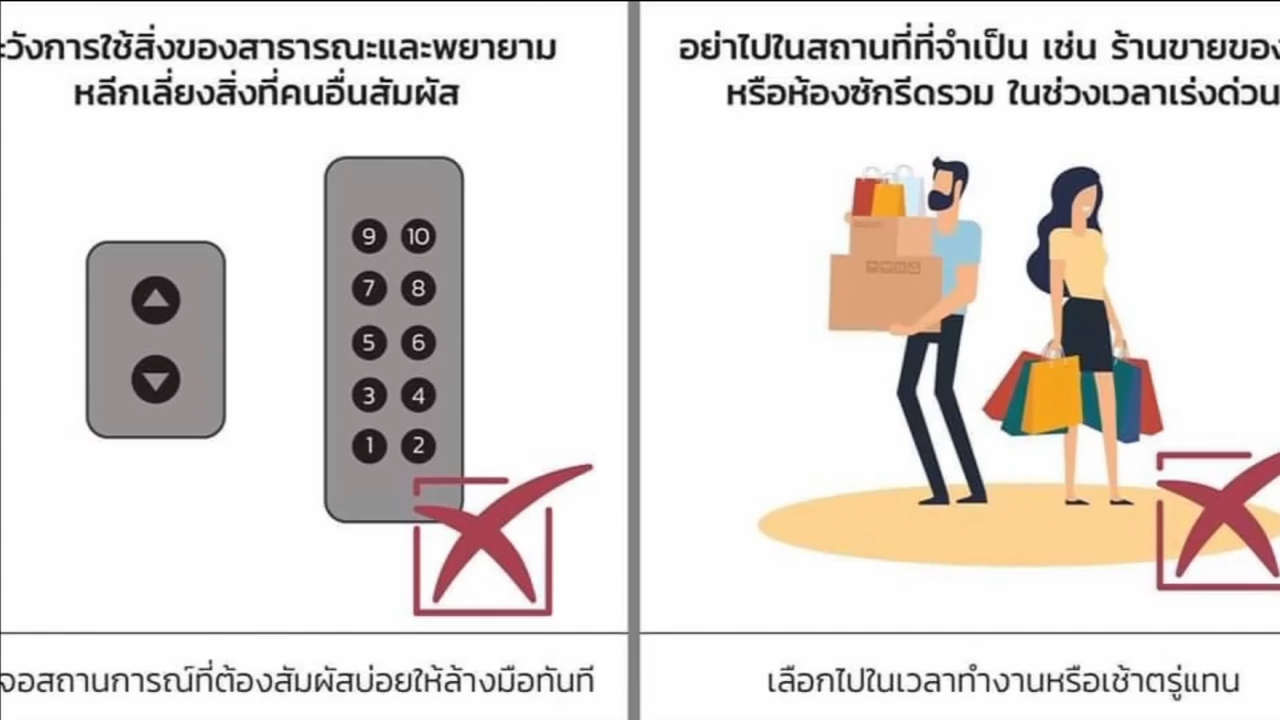 ะวังการใช้สิ่งของสาธารณะและพยายาม
หลีกเลี่ยงสิ่งที่คนอื่นสัมผัส
9 10
7 8
5 6
3 4
1 2
จอสถานการณ์ที่ต้องสัมผัสบ่อยให้ล้างมือทันที
อย่าไปในสถานที่ที่จำเป็น เช่น ร้านขายของ
หรือห้องซักรีดรวม ในช่วงเวลาเร่งด่วน
เลือกไปในเวลาทำงานหรือเช้าตรู่แทน